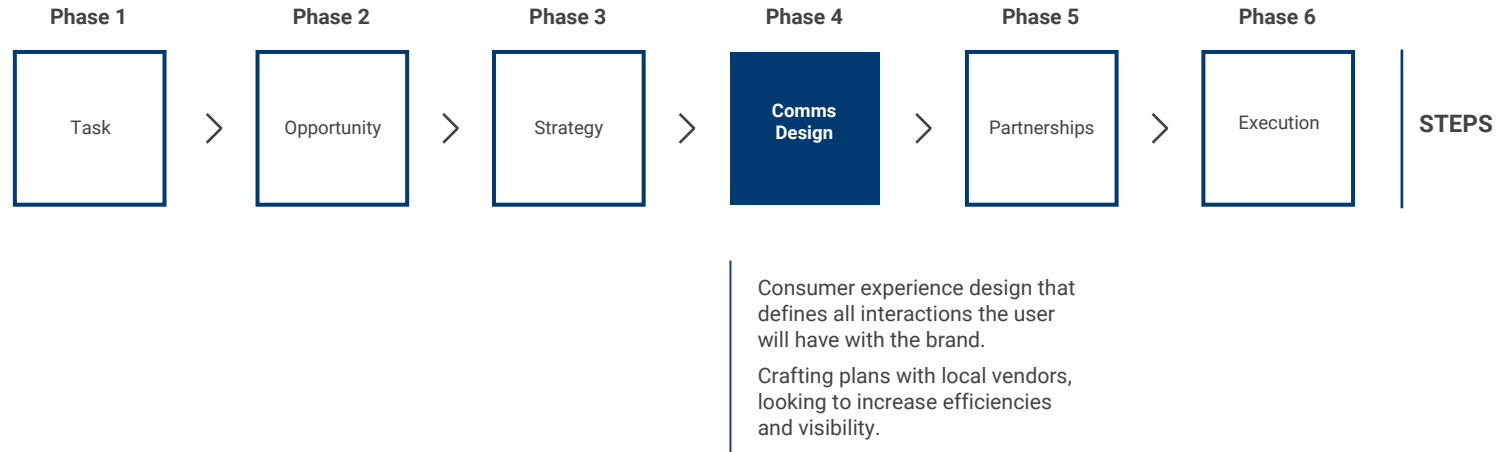 Phase 1
Phase 2
Phase 3
Phase 4
Phase 5
Phase 6
Task
Opportunity
Strategy
Comms
Design
Partnerships
Execution
STEPS
Consumer experience design that
defines all interactions the user
will have with the brand.
Crafting plans with local vendors,
looking to increase efficiencies
and visibility.